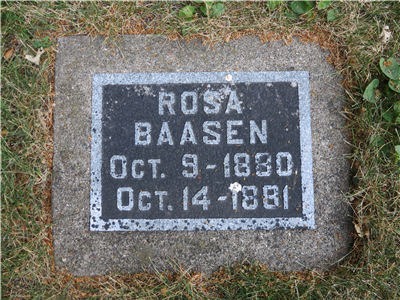 ROSA
BAASEN
OCT. 9-1880.
OCT. 14-1881